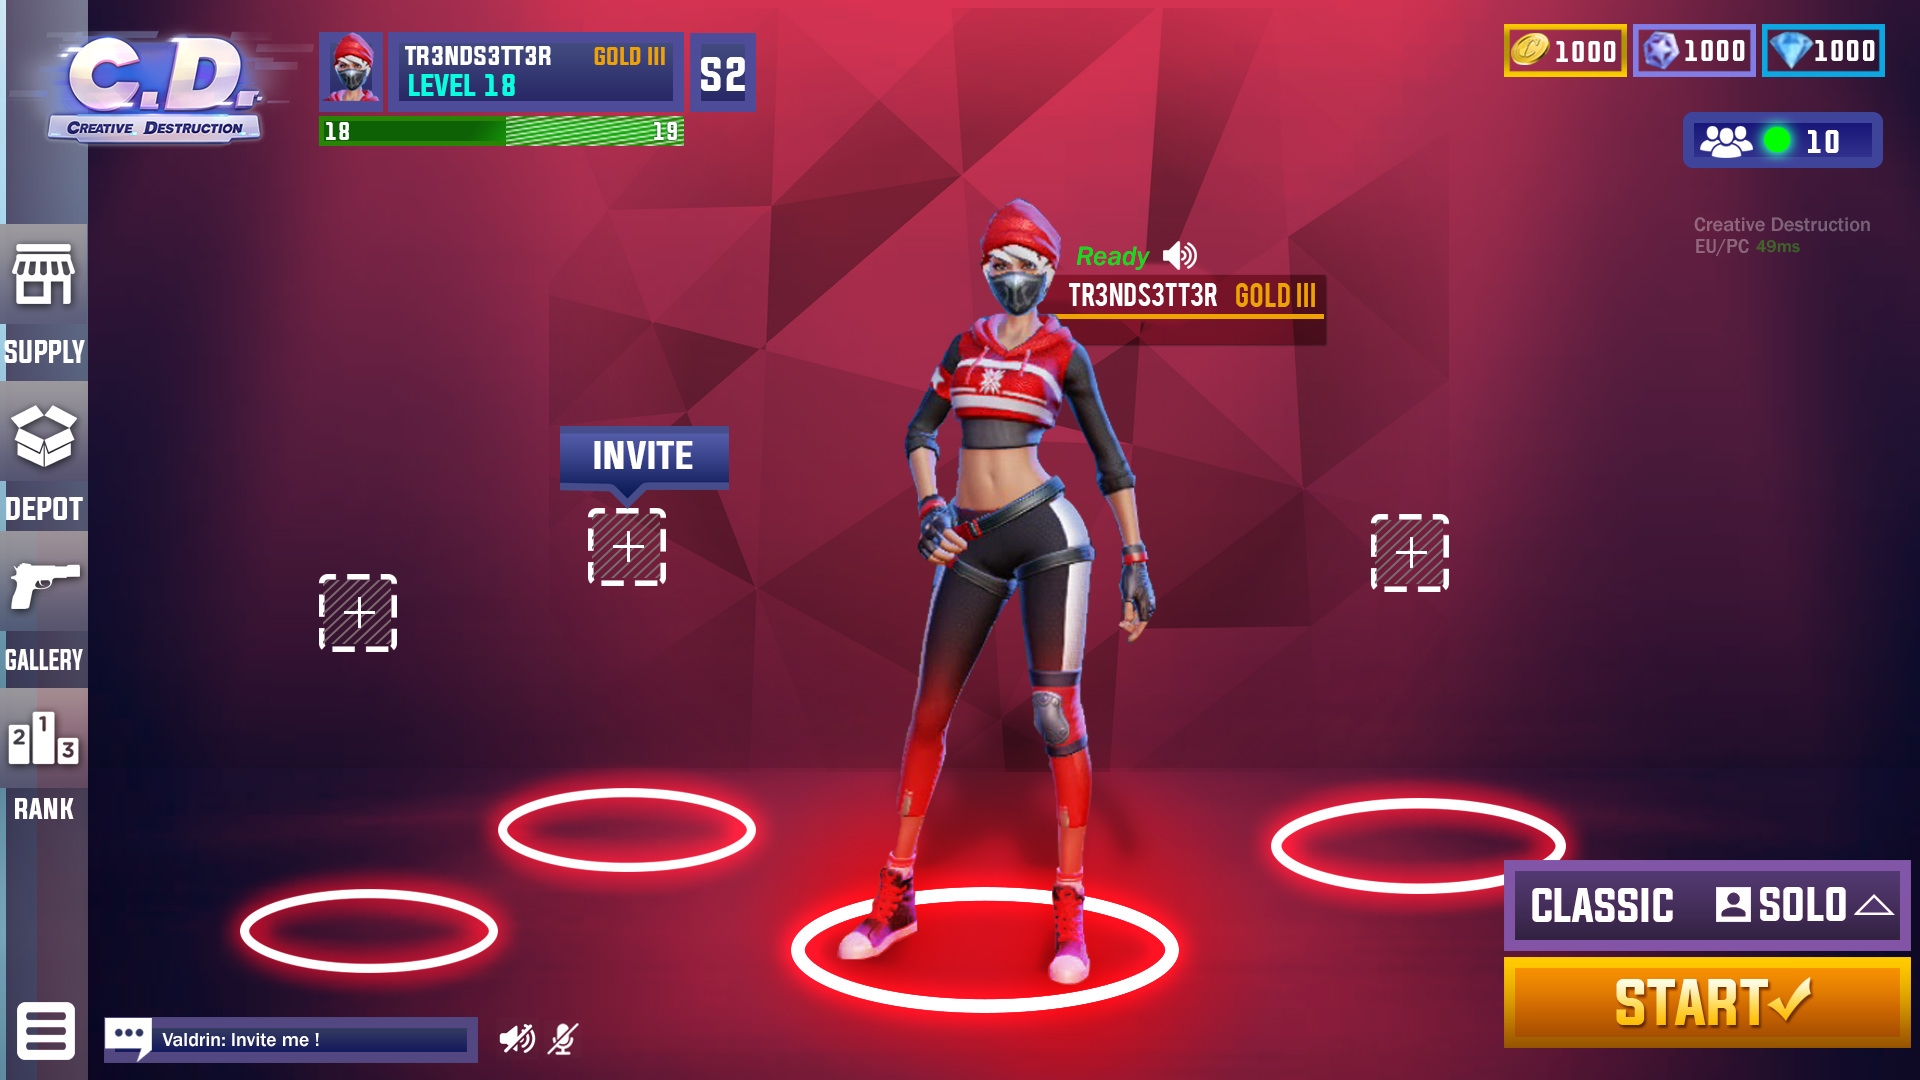 C.D.
CREATIVE DESTRUCTION
TR3NDS3TT3R GOLD III
LEVEL 18
S2
18 19
1000 1000 1000
10
Creative Destruction
EU/PC 49ms
SUPPLY
DEPOT
GALLERY
2 1 3
RANK
Ready
TR3NDS3TT3R GOLD III
INVITE
CLASSIC SOLO
START
Valdrin: Invite me !